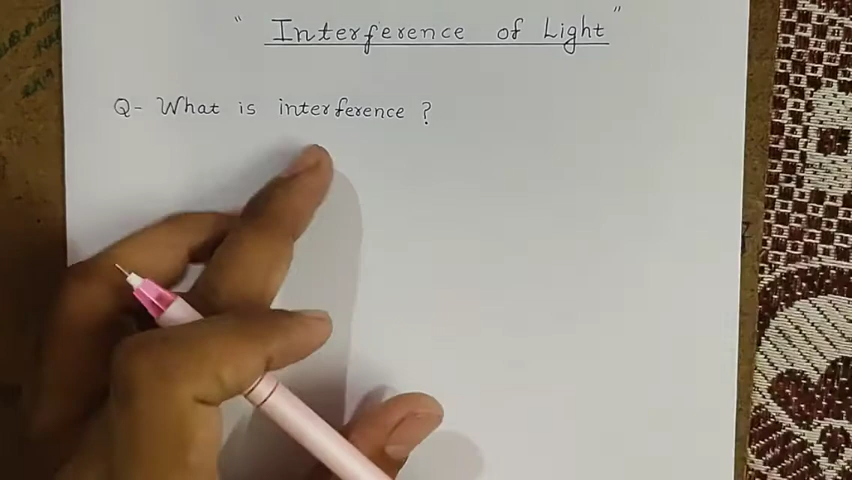 " Interference of Light "
Q- What is interference ?